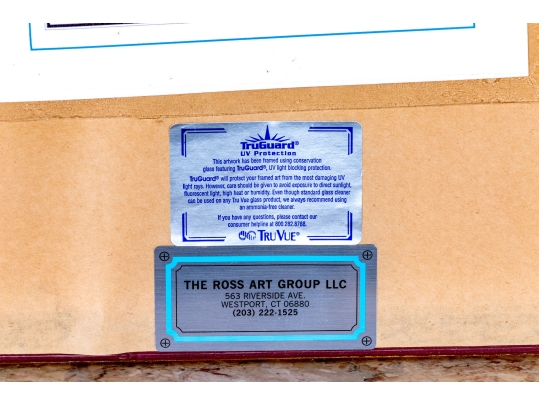 TruGuard®
UV Protection
This artwork has been framed using conservation
glass featuring TruGuard®, UV light blocking protection.
TruGuard® will protect your framed art from the most damaging UV
light rays. However, care should be given to avoid exposure to direct sunlight,
fluorescent light, high heat or humidity. Even though standard glass cleaner
can be used on any Tru Vue glass product, we always recommend using
an ammonia-free cleaner.
If you have any questions, please contact our
consumer helpline at 800.282.8788.
TRU VUE®
THE ROSS ART GROUP LLC
563 RIVERSIDE AVE.
WESTPORT, CT 06880
(203) 222-1525